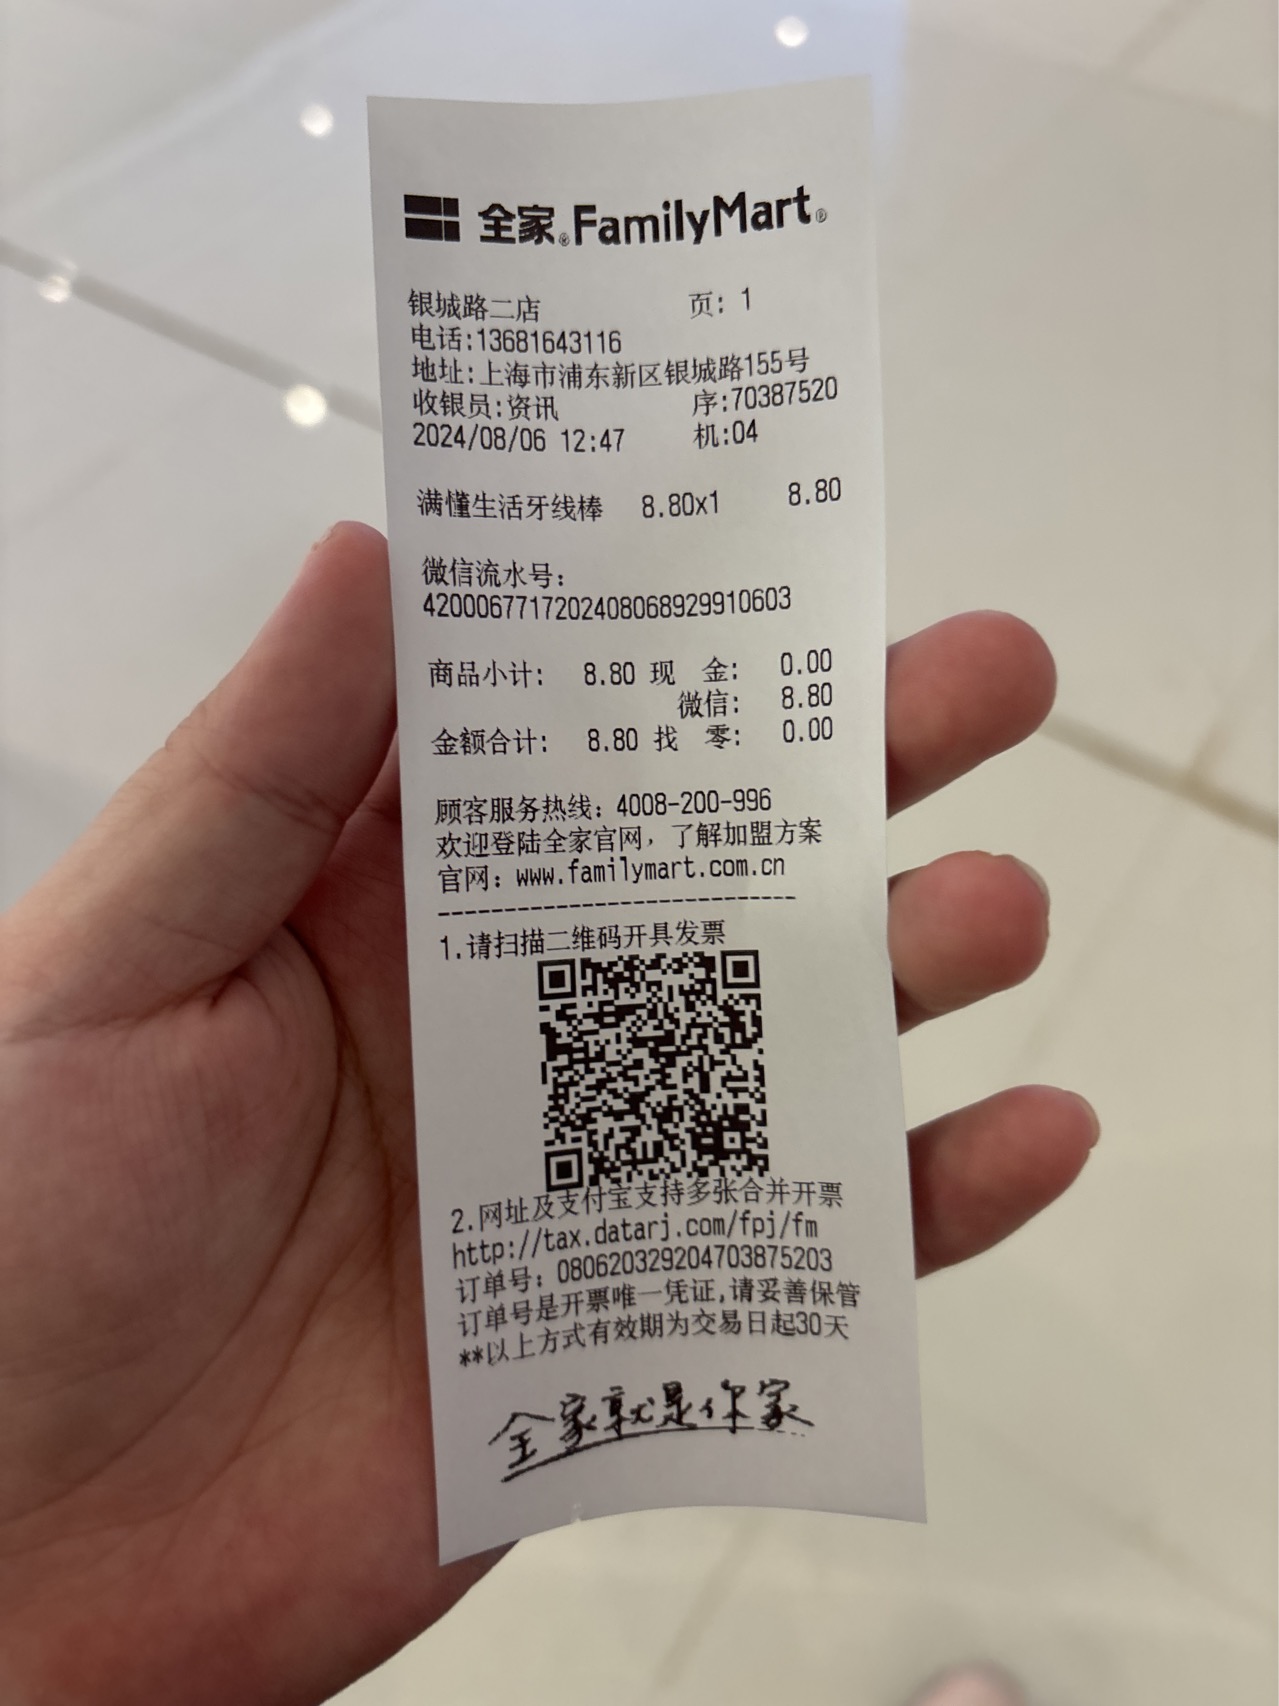 全家® FamilyMart®
银城路二店 页: 1
电话:13681643116
地址:上海市浦东新区银城路155号
收银员:资讯 序:70387520
2024/08/06 12:47 机:04
满懂生活牙线棒 8.80x1 8.80
微信流水号:
4200067717202408068929910603
商品小计: 8.80 现 金: 0.00
微信: 8.80
金额合计: 8.80 找 零: 0.00
顾客服务热线: 4008-200-996
欢迎登陆全家官网, 了解加盟方案
官网: www.familymart.com.cn
---------------------------
1.请扫描二维码开具发票
2.网址及支付宝支持多张合并开票
http://tax.datarj.com/fpj/fm
订单号: 080620329204703875203
订单号是开票唯一凭证,请妥善保管
**以上方式有效期为交易日起30天
全家就是你家